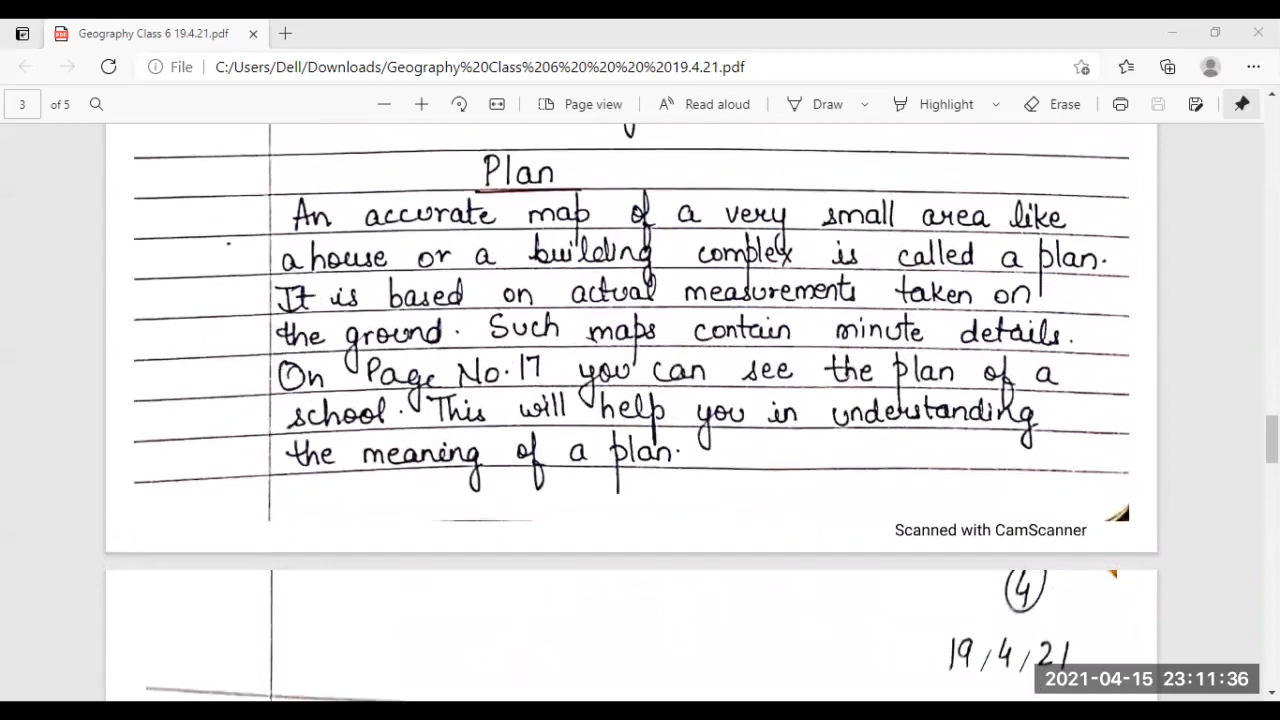 Geography Class 6 19.4.21.pdf
File
C:/Users/Dell/Downloads/Geography%20Class%206%20%20%20%2019.4.21.pdf
3 of 5
Page view
Read aloud
Draw
Highlight
Erase
Plan
An accurate map of a very small area like
a house or a building complex is called a plan.
It is based on actual measurements taken on
the ground. Such maps contain minute details.
On Page No.17 you can see the plan of a
school. This will help you in understanding
the meaning of a plan.
Scanned with CamScanner
4
19/4/21
2021-04-15 23:11:36